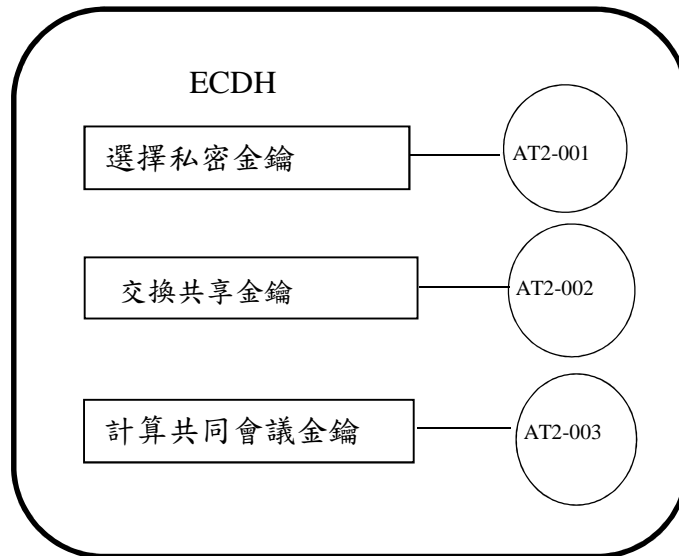 ECDH
選擇私密金鑰
AT2-001
交換共享金鑰
AT2-002
計算共同會議金鑰
AT2-003